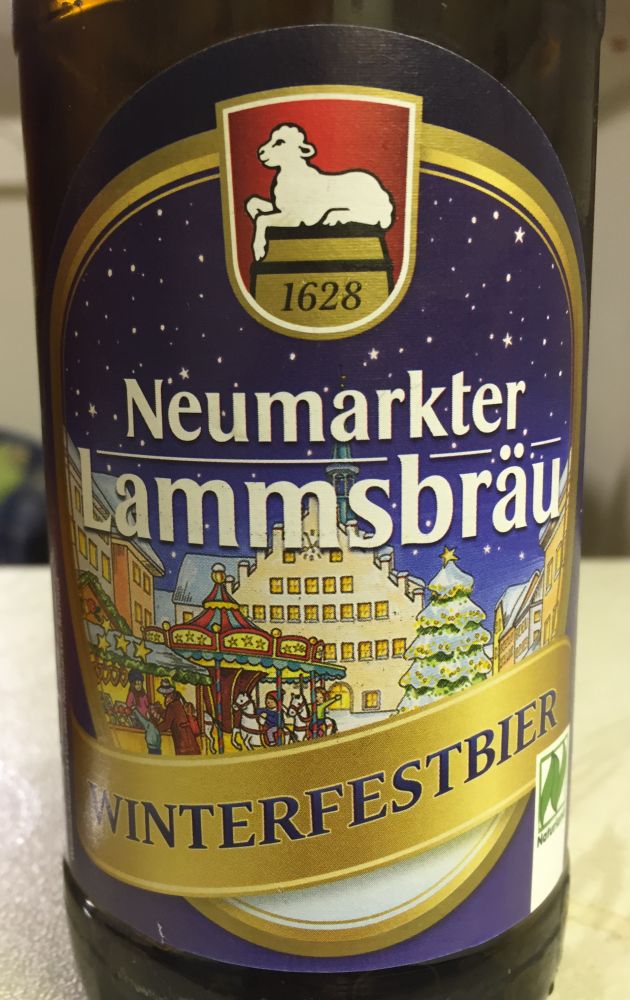 1628
Neumarkter
Lammsbräu
WINTERFESTBIER